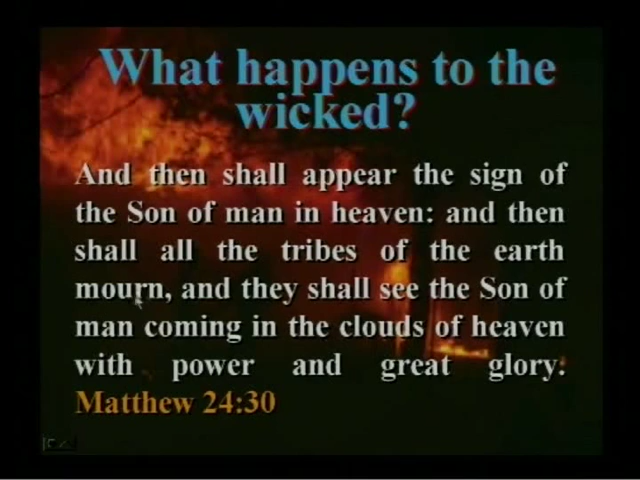 What happens to the
wicked?
And then shall appear the sign of
the Son of man in heaven: and then
shall all the tribes of the earth
mourn, and they shall see the Son of
man coming in the clouds of heaven
with power and great glory.
Matthew 24:30